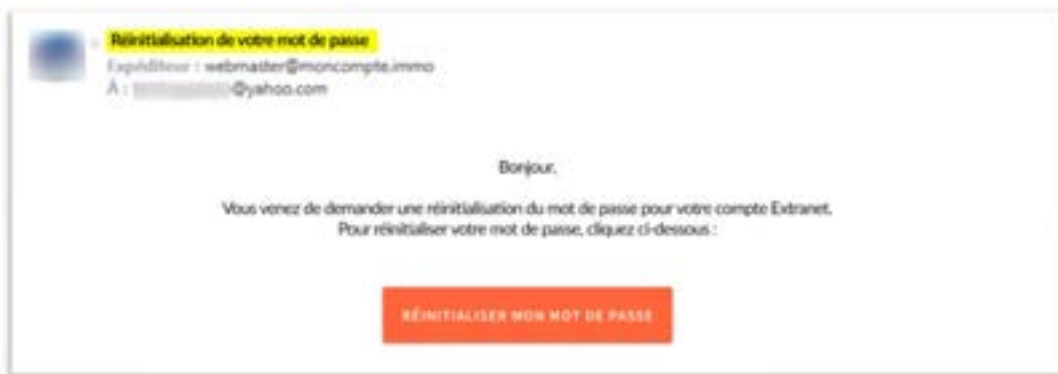 Réinitialisation de votre mot de passe
Expéditeur : webmaster@moncompte.immo
À : @yahoo.com
Bonjour,
Vous venez de demander une réinitialisation du mot de passe pour votre compte Extranet.
Pour réinitialiser votre mot de passe, cliquez ci-dessous :
RÉINITIALISER MON MOT DE PASSE